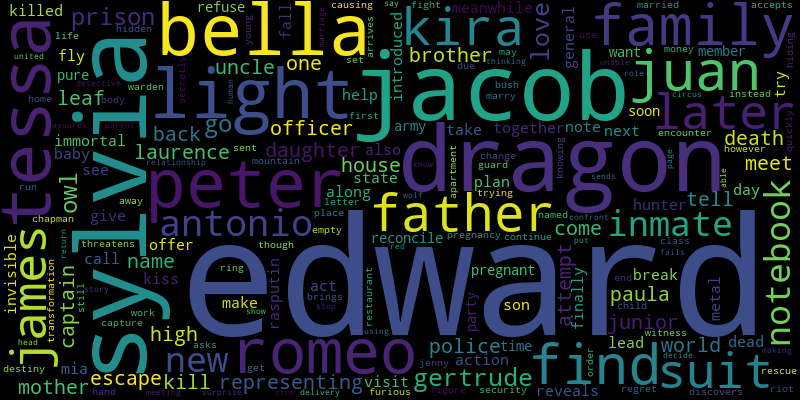 killed refuse causing say fight married accepts
life prison fall set meanwhile role member
tessa bella kira family
hidden young arrives may want
fly uncle one brother general juan hiding
united light jacob love try
home pure warden human due thinking money
detective body officer introduced marry bush unable use
leaf help first circus instead later
immortal back go army take together note soon next encounter quickly
assures parent sent death
baby laurence daughter also dragon knowing however
see relationship mountain house know change meet
run owl peter state apartment guard page able
invisible along plan trying hunter tell day
chapman away letter wolf sends
sylvia give antonio father named confront inmate notebook
return place empty come
threatens offer though reconcile pregnancy continue put class
james call name ring pregnant red attempt finally fails
captain transformation kiss rasputin act edward end break
still story make brings son party paula metal
work show stop restaurant child
capture high police time junior witness
head asks romeo using jenny action lead world dead
destiny mia new get order decide making
escape kill representing visit gertrude find suit rescue
mother hand meeting surprise true delivery furious figure security reveals regret discovers riot